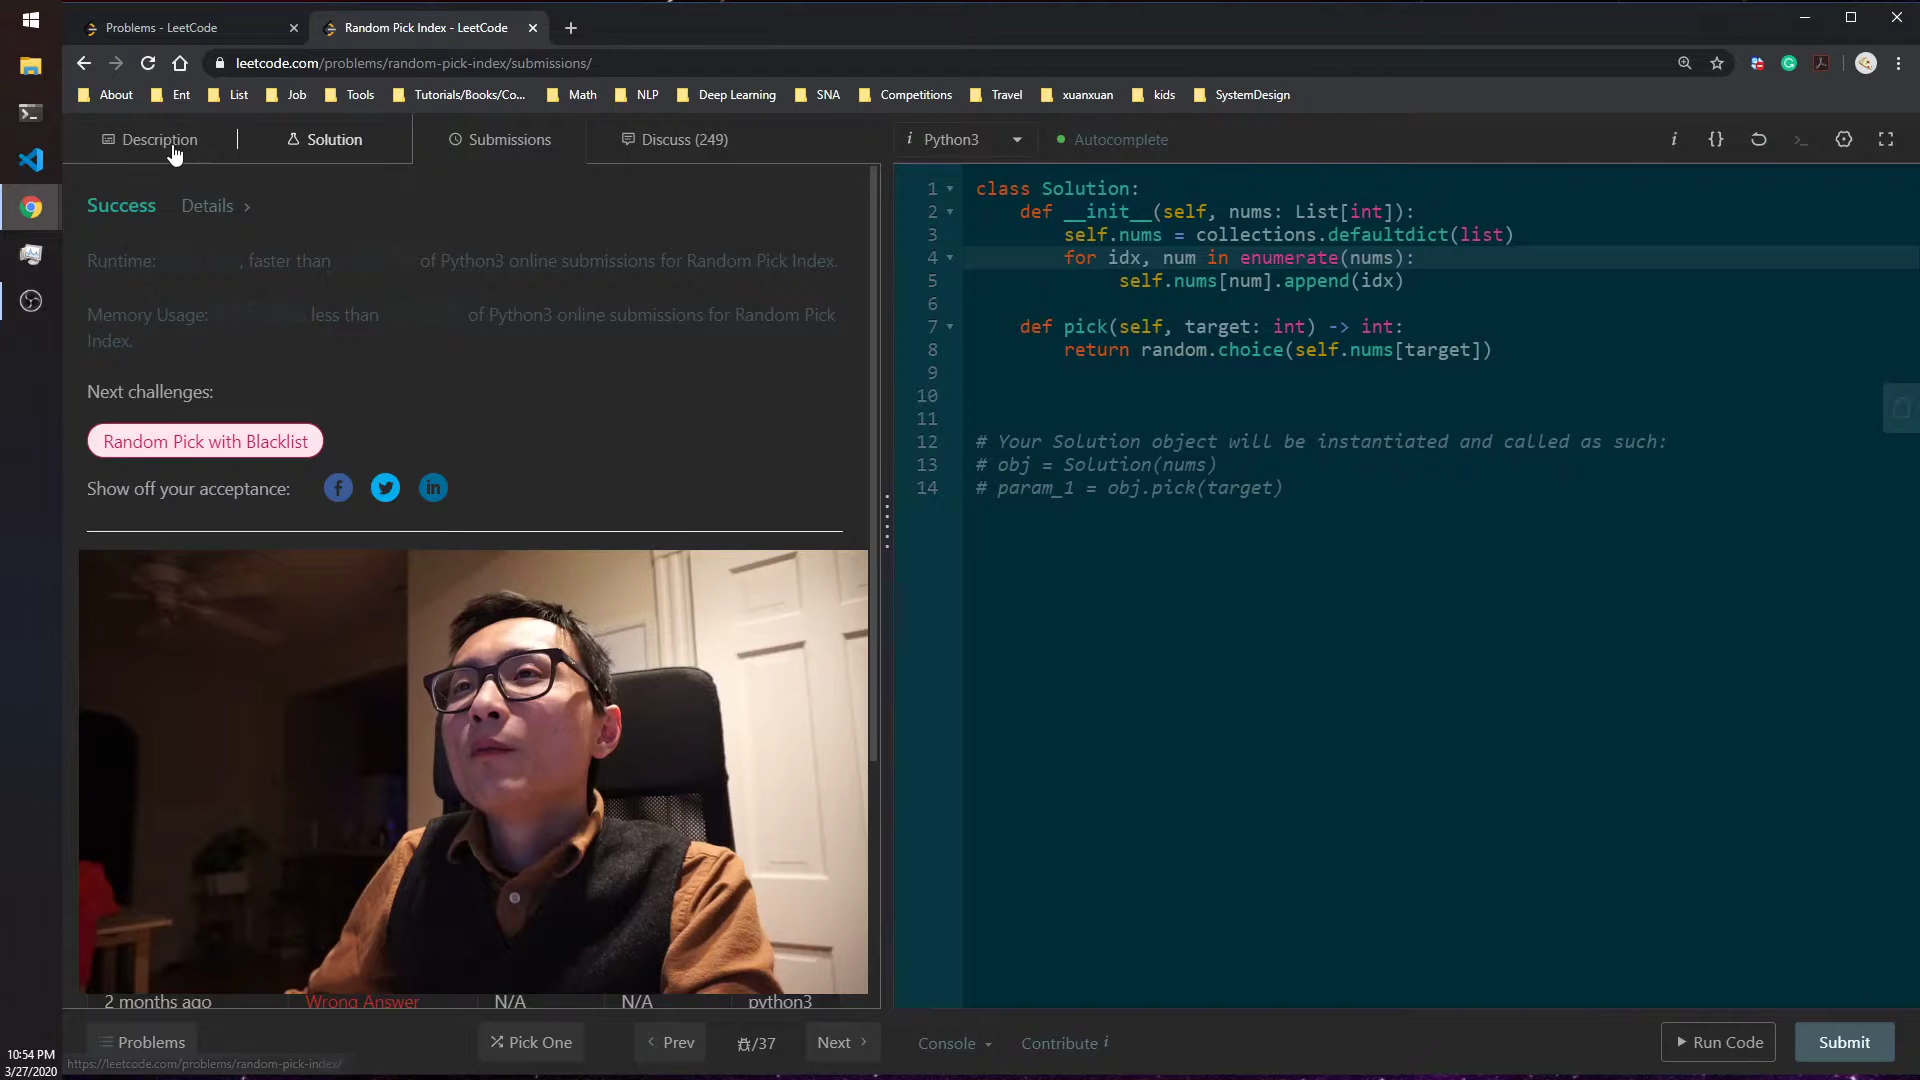 Problems - LeetCode
Random Pick Index - LeetCode
leetcode.com/problems/random-pick-index/submissions/
About Ent List Job Tools Tutorials/Books/Co... Math NLP Deep Learning SNA Competitions Travel xuanxuan kids SystemDesign
Description Solution Submissions Discuss (249)
i Python3 Autocomplete
Success Details >
Runtime: , faster than of Python3 online submissions for Random Pick Index.
Memory Usage: less than of Python3 online submissions for Random Pick
Index.
Next challenges:
Random Pick with Blacklist
Show off your acceptance:
2 months ago Wrong Answer N/A N/A python3
1 class Solution:
2 def __init__(self, nums: List[int]):
3 self.nums = collections.defaultdict(list)
4 for idx, num in enumerate(nums):
5 self.nums[num].append(idx)
6
7 def pick(self, target: int) -> int:
8 return random.choice(self.nums[target])
9
10
11
12 # Your Solution object will be instantiated and called as such:
13 # obj = Solution(nums)
14 # param_1 = obj.pick(target)
Problems Pick One < Prev /37 Next >
Console Contribute i
Run Code Submit
https://leetcode.com/problems/random-pick-index/
10:54 PM
3/27/2020